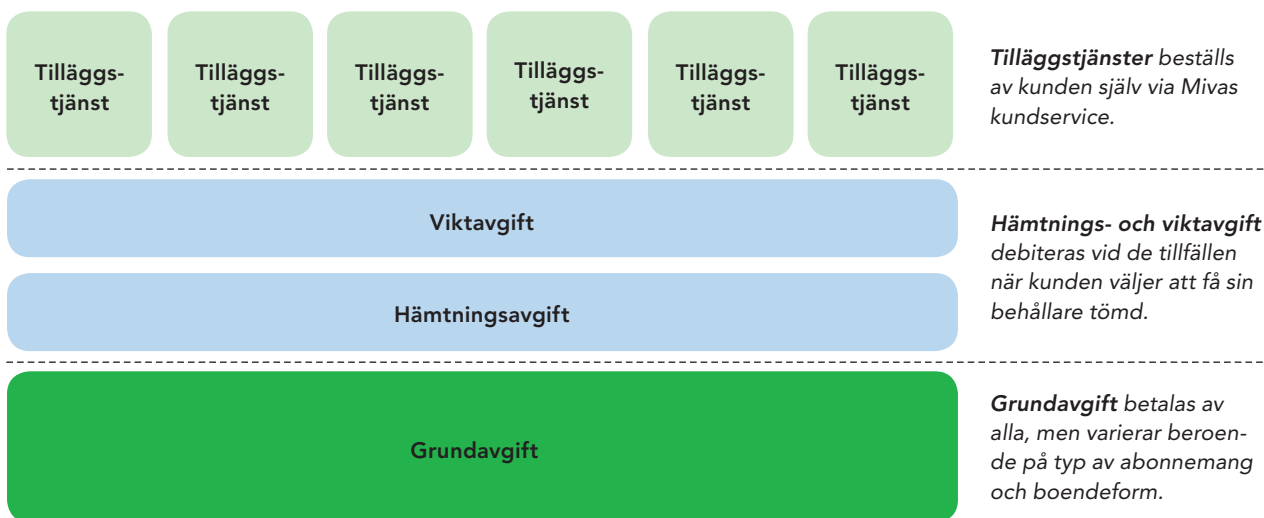 Tilläggs-
tjänst
Tilläggs-
tjänst
Tilläggs-
tjänst
Tilläggs-
tjänst
Tilläggs-
tjänst
Tilläggs-
tjänst
Tilläggstjänster beställs
av kunden själv via Mivas
kundservice.
Viktavgift
Hämtningsavgift
Hämtnings- och viktavgift
debiteras vid de tillfällen
när kunden väljer att få sin
behållare tömd.
Grundavgift
Grundavgift betalas av
alla, men varierar beroen-
de på typ av abonnemang
och boendeform.